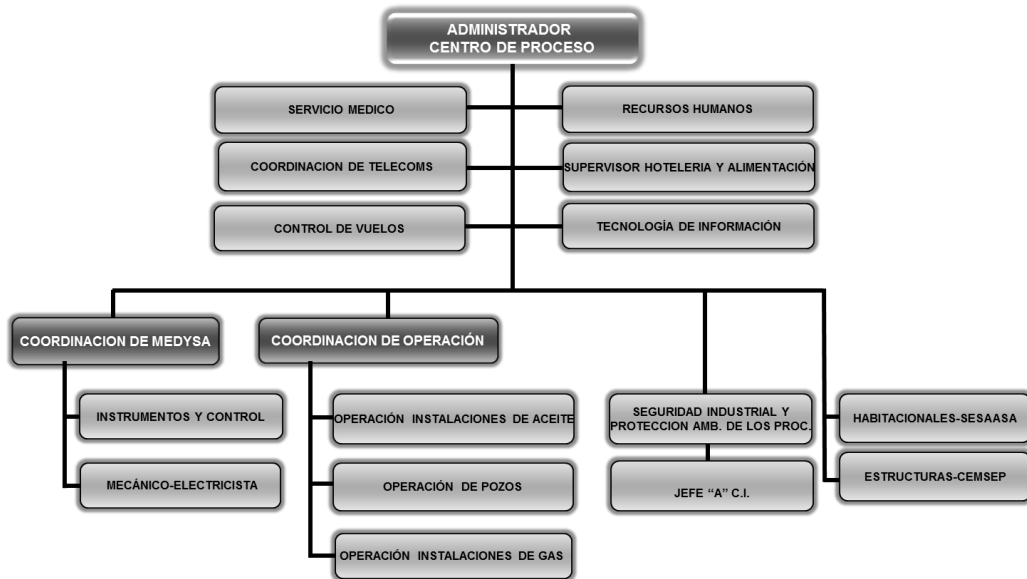 ADMINISTRADOR
CENTRO DE PROCESO
SERVICIO MEDICO
RECURSOS HUMANOS
COORDINACION DE TELECOMS
SUPERVISOR HOTELERIA Y ALIMENTACIÓN
CONTROL DE VUELOS
TECNOLOGÍA DE INFORMACIÓN
COORDINACION DE MEDYSA
COORDINACION DE OPERACIÓN
INSTRUMENTOS Y CONTROL
MECÁNICO-ELECTRICISTA
OPERACIÓN INSTALACIONES DE ACEITE
OPERACIÓN DE POZOS
OPERACIÓN INSTALACIONES DE GAS
SEGURIDAD INDUSTRIAL Y
PROTECCION AMB. DE LOS PROC.
JEFE “A” C.I.
HABITACIONALES-SESAASA
ESTRUCTURAS-CEMSEP